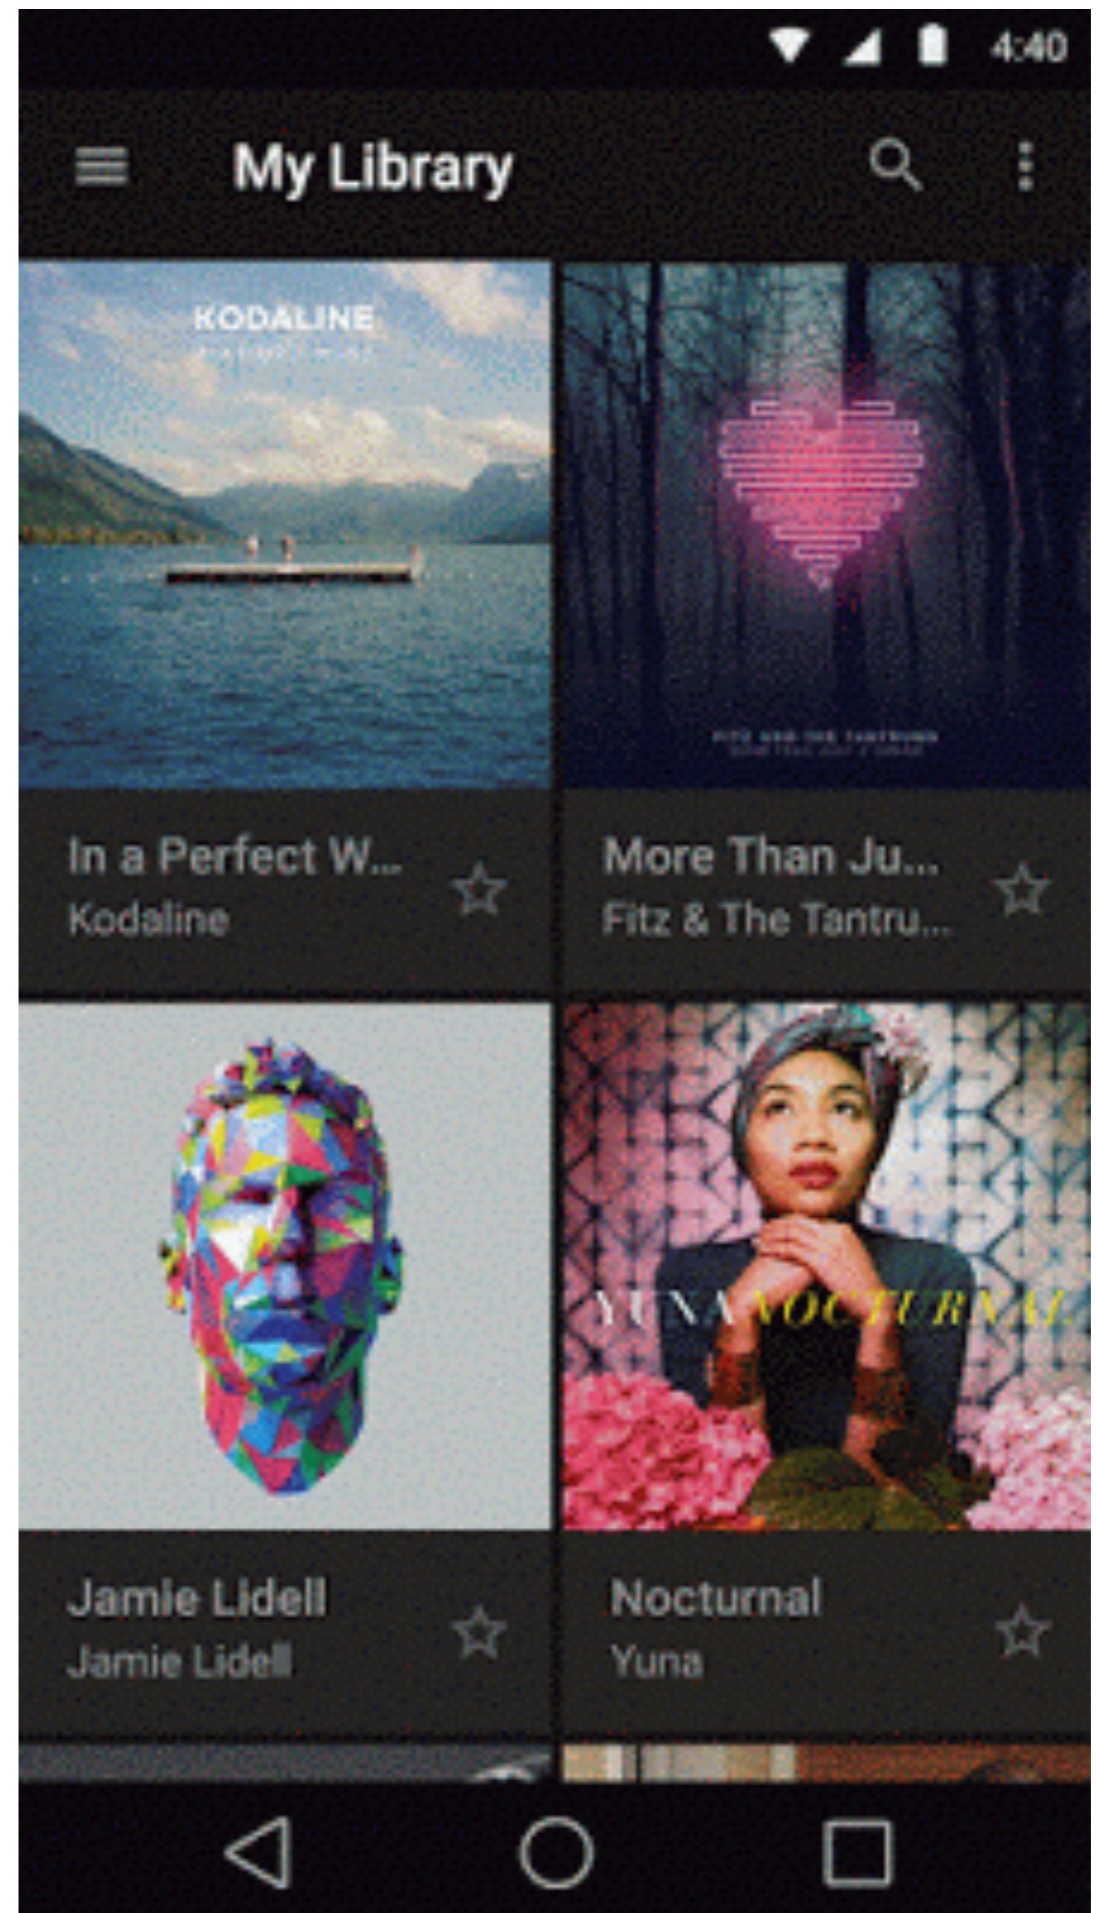 4:40
My Library
KODALINE
FITZ AND THE TANTRUMS
In a Perfect W...
Kodaline
More Than Ju...
Fitz & The Tantru...
YUNA NOCTURNAL
Jamie Lidell
Jamie Lidell
Nocturnal
Yuna